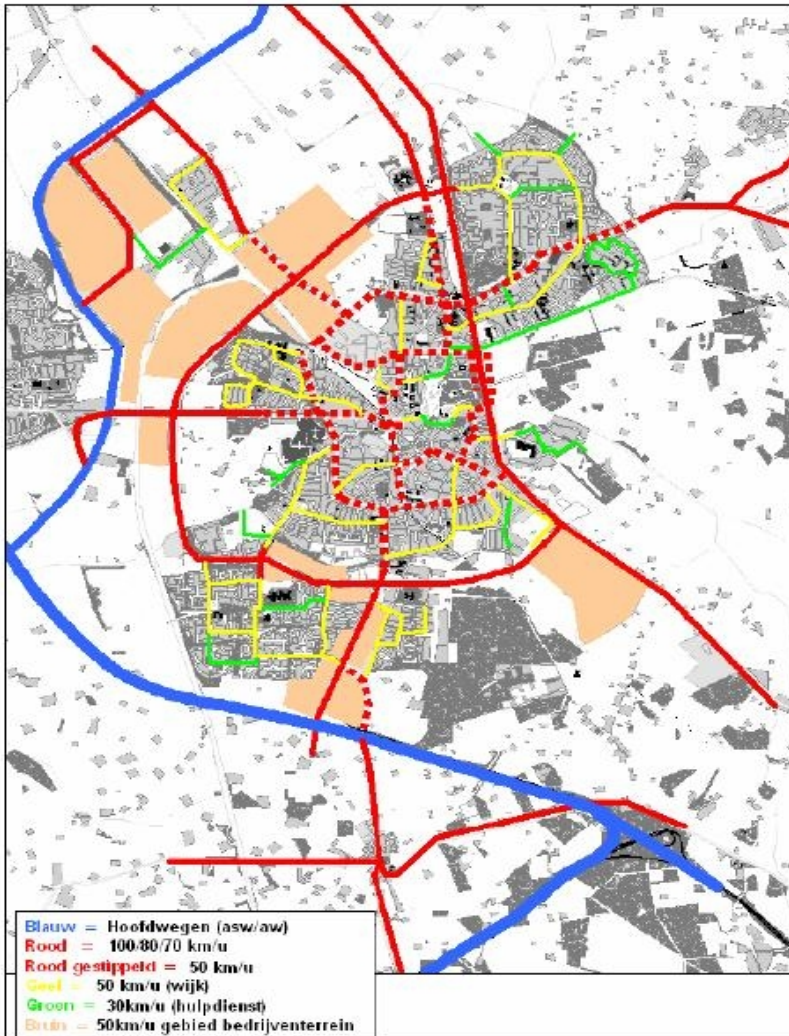 Blauw = Hoofdwegen (asw/aw)
Rood = 100/80/70 km/u
Rood gestippeld = 50 km/u
Geel = 50 km/u (wijk)
Groen = 30km/u (hulpdienst)
Bruin = 50km/u gebied bedrijventerrein